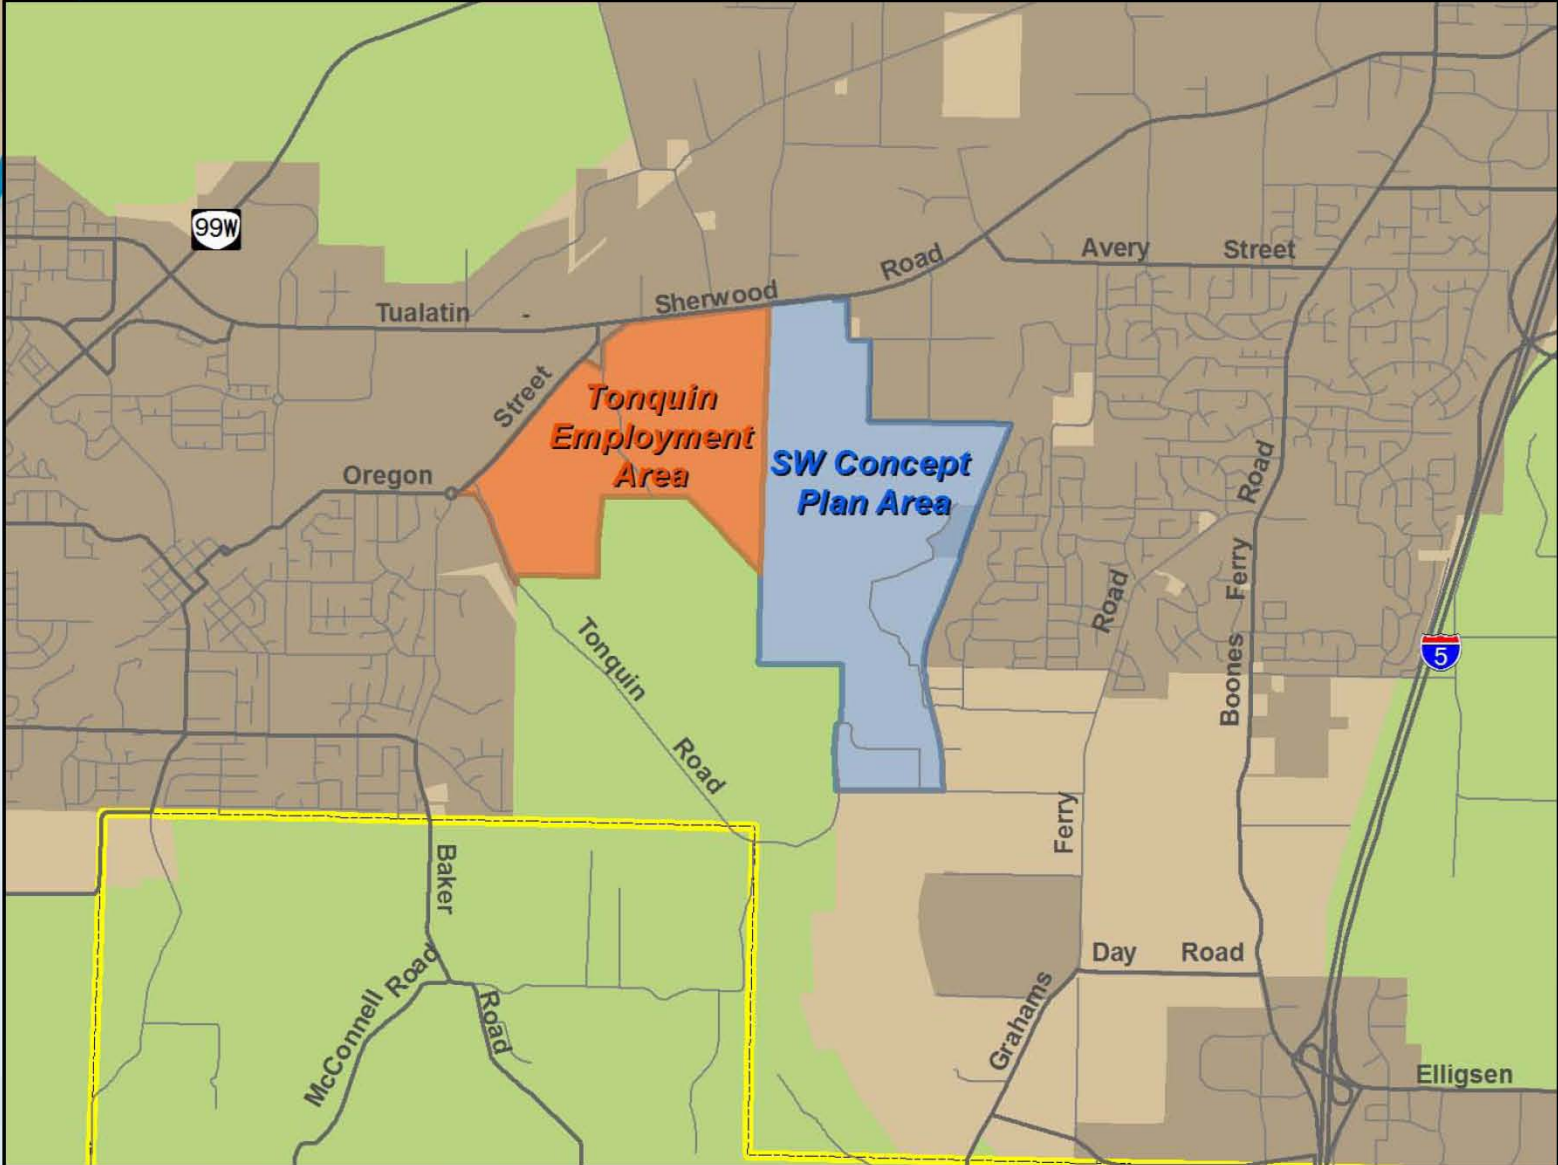 99W
Tualatin - Sherwood Road
Avery Street
Oregon Street
Tonquin
Employment
Area
SW Concept
Plan Area
Tonquin Road
Boones Ferry Road
5
Grahams Ferry Road
Day Road
Baker Road
McConnell Road
Elligsen